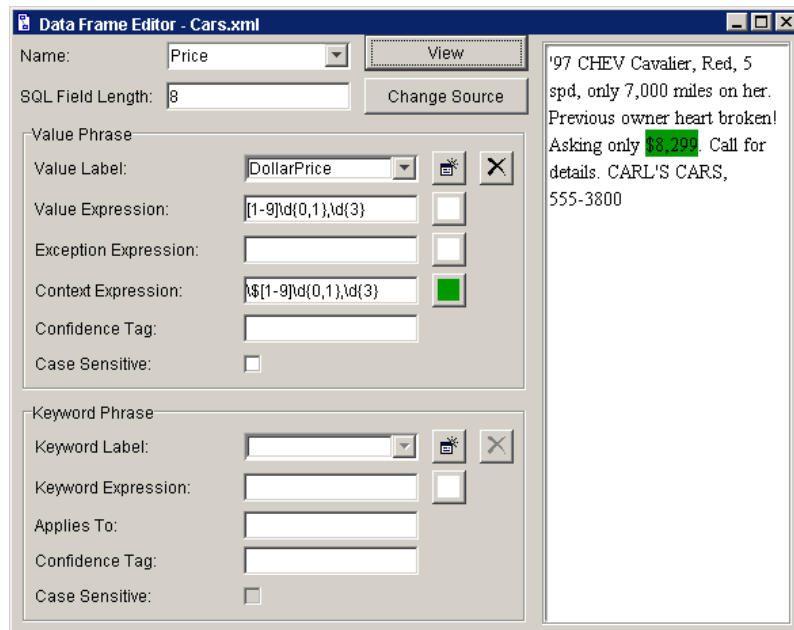 Data Frame Editor - Cars.xml
Name: Price View
SQL Field Length: 8 Change Source
Value Phrase
Value Label: DollarPrice
Value Expression: [1-9]\d{0,1},\d{3}
Exception Expression:
Context Expression: \$[1-9]\d{0,1},\d{3}
Confidence Tag:
Case Sensitive:
Keyword Phrase
Keyword Label:
Keyword Expression:
Applies To:
Confidence Tag:
Case Sensitive:
'97 CHEV Cavalier, Red, 5
spd, only 7,000 miles on her.
Previous owner heart broken!
Asking only $8,299. Call for
details. CARL'S CARS,
555-3800